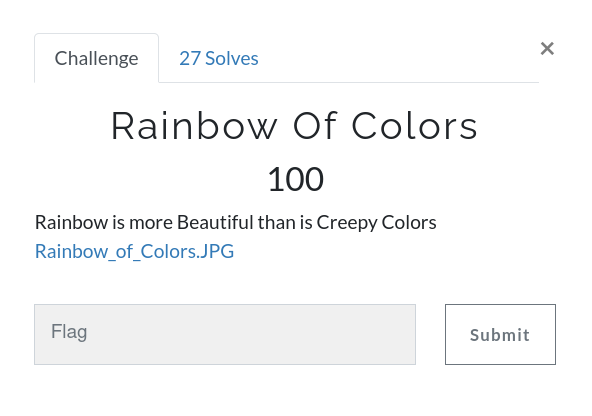 Challenge
27 Solves
×
Rainbow Of Colors
100
Rainbow is more Beautiful than is Creepy Colors
Rainbow_of_Colors.JPG
Flag
Submit